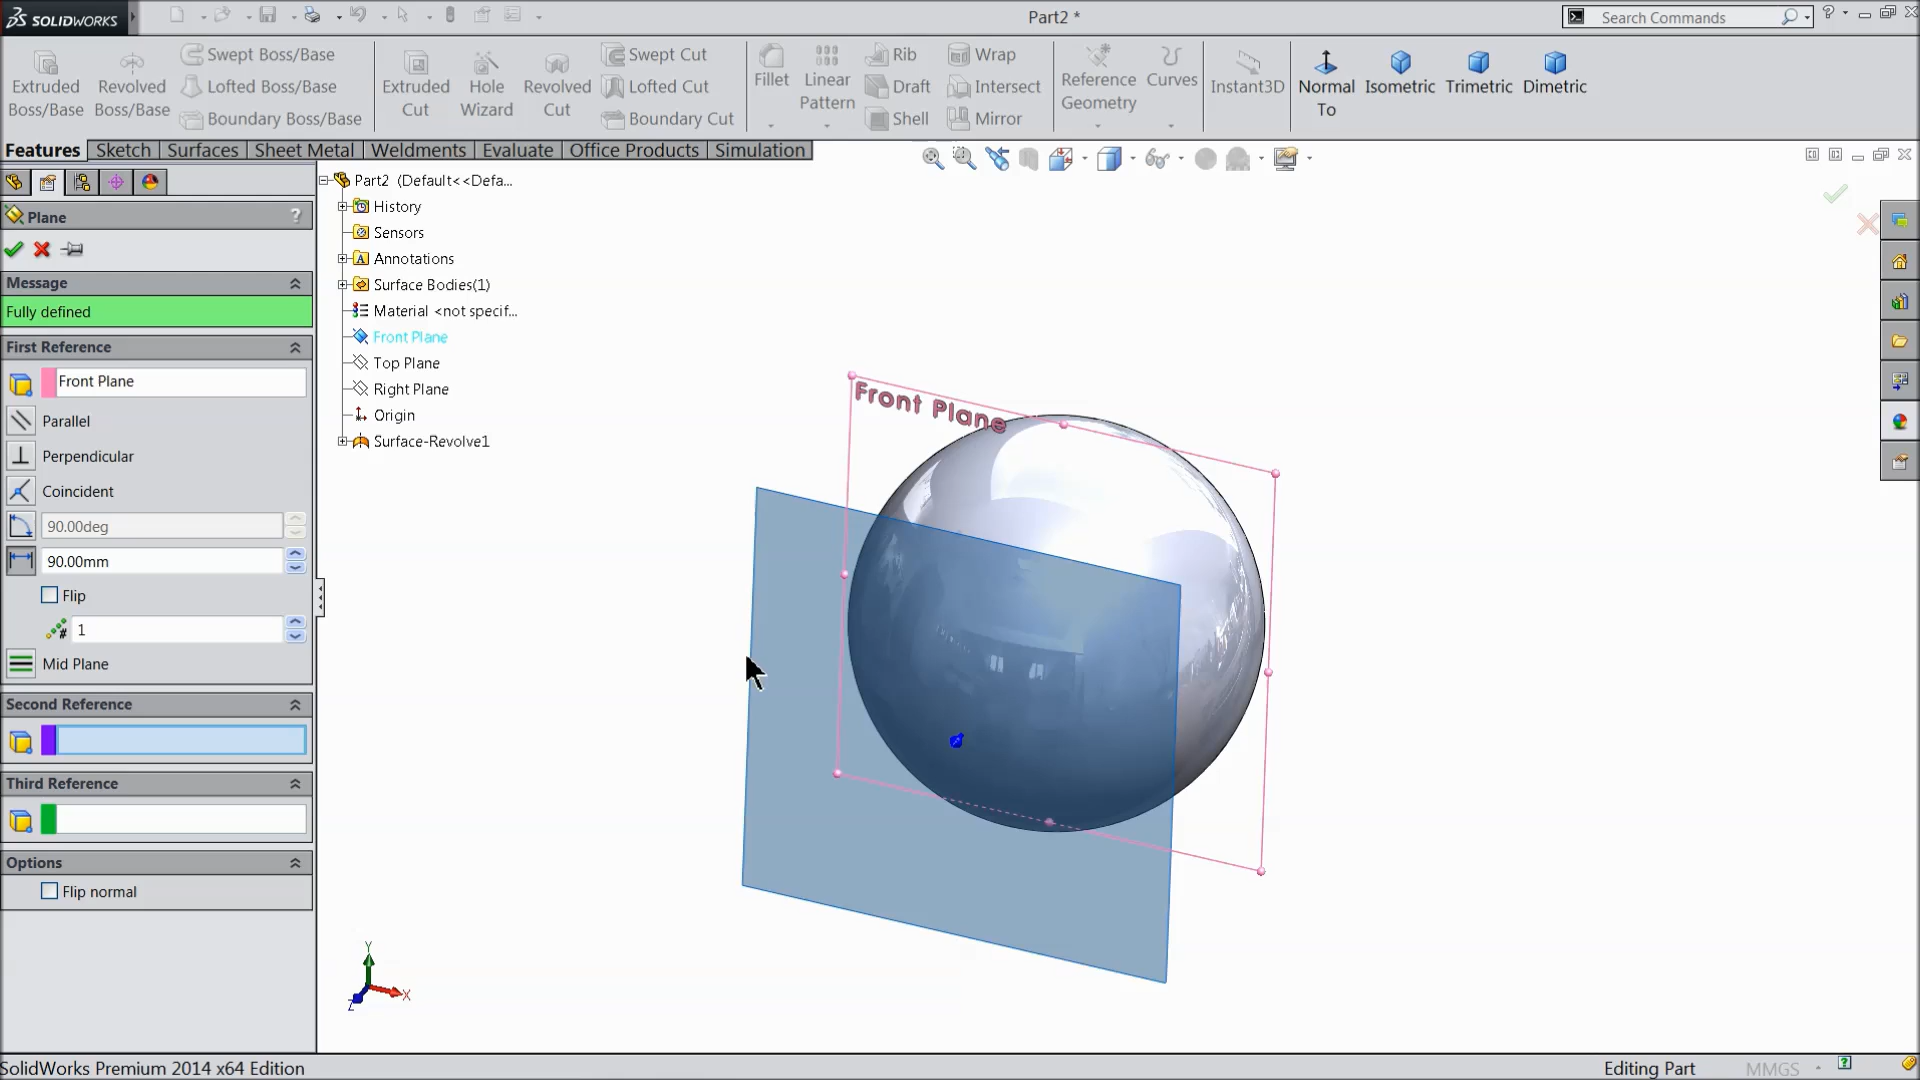 SOLIDWORKS
Part2 *
Search Commands
Extruded Boss/Base
Revolved Boss/Base
Swept Boss/Base
Lofted Boss/Base
Boundary Boss/Base
Extruded Cut
Hole Wizard
Revolved Cut
Swept Cut
Lofted Cut
Boundary Cut
Fillet
Linear Pattern
Rib
Draft
Shell
Wrap
Intersect
Mirror
Reference Geometry
Curves
Instant3D
Normal To
Isometric
Trimetric
Dimetric
Features
Sketch
Surfaces
Sheet Metal
Weldments
Evaluate
Office Products
Simulation
Plane
?
Message
Fully defined
First Reference
Front Plane
Parallel
Perpendicular
Coincident
90.00deg
90.00mm
Flip
1
Mid Plane
Second Reference
Third Reference
Options
Flip normal
Part2 (Default<<Defa...
History
Sensors
Annotations
Surface Bodies(1)
Material <not specif...
Front Plane
Top Plane
Right Plane
Origin
Surface-Revolve1
Front Plane
Y
X
Z
SolidWorks Premium 2014 x64 Edition
Editing Part
MMGS